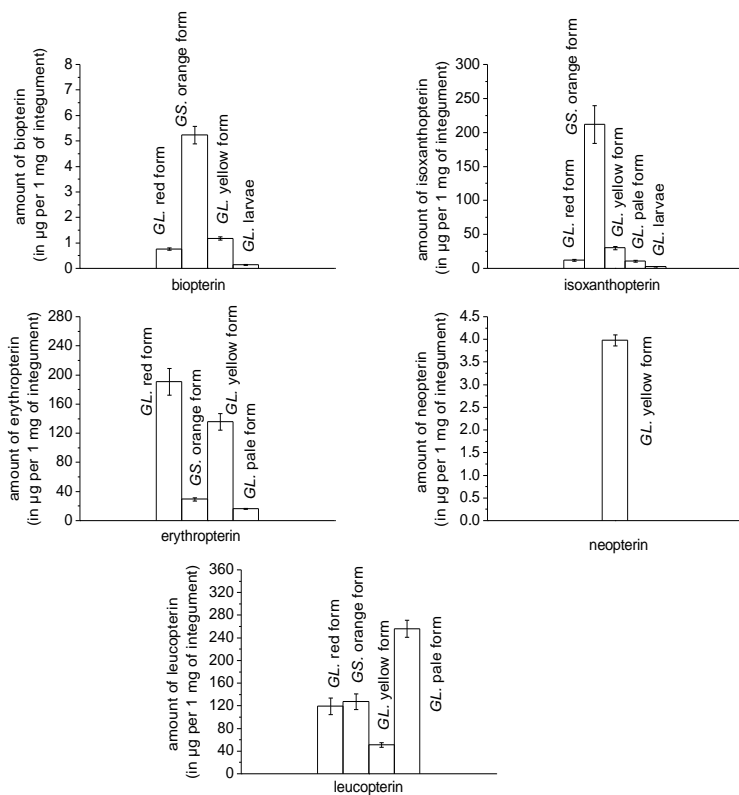 amount of biopterin
(in µg per 1 mg of integument)
8
7
6
5
4
3
2
1
0
GL. red form
GS. orange form
GL. yellow form
GL. larvae
biopterin
amount of isoxanthopterin
(in µg per 1 mg of integument)
300
250
200
150
100
50
0
GL. red form
GS. orange form
GL. yellow form
GL. pale form
GL. larvae
isoxanthopterin
amount of erythropterin
(in µg per 1 mg of integument)
280
240
200
160
120
80
40
0
GL. red form
GS. orange form
GL. yellow form
GL. pale form
erythropterin
amount of neopterin
(in µg per 1 mg of integument)
4.5
4.0
3.5
3.0
2.5
2.0
1.5
1.0
0.5
0.0
GL. yellow form
neopterin
amount of leucopterin
(in µg per 1 mg of integument)
360
320
280
240
200
160
120
80
40
0
GL. red form
GS. orange form
GL. yellow form
GL. pale form
leucopterin